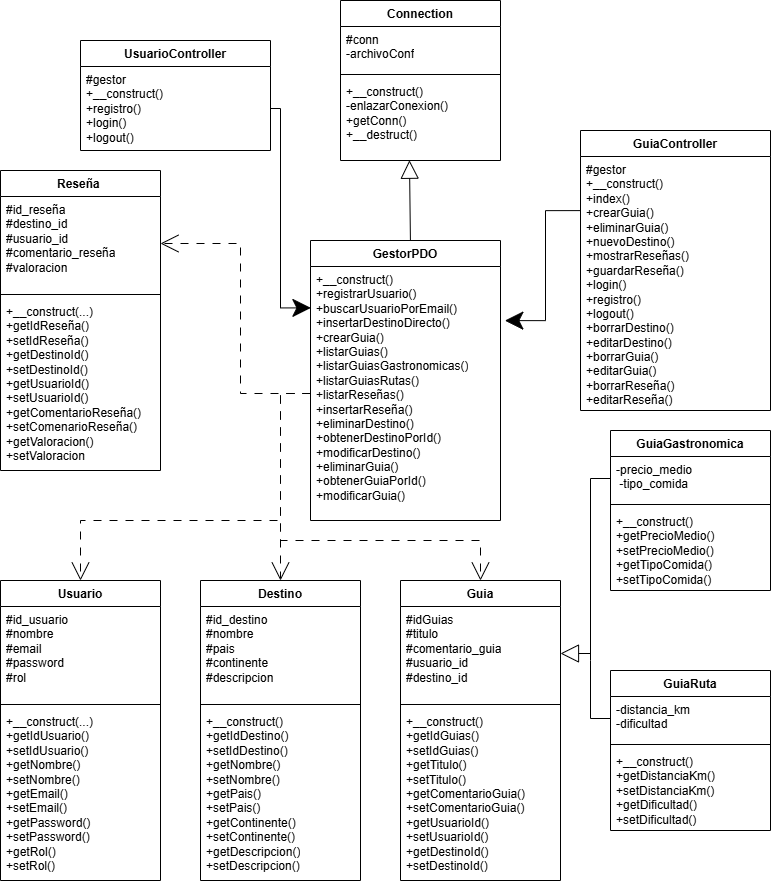 Connection
#conn
-archivoConf
+__construct()
-enlazarConexion()
+getConn()
+__destruct()
UsuarioController
#gestor
+__construct()
+registro()
+login()
+logout()
GuiaController
#gestor
+__construct()
+index()
+crearGuia()
+eliminarGuia()
+nuevoDestino()
+mostrarReseñas()
+guardarReseña()
+login()
+registro()
+logout()
+borrarDestino()
+editarDestino()
+borrarGuia()
+editarGuia()
+borrarReseña()
+editarReseña()
Reseña
#id_reseña
#destino_id
#usuario_id
#comentario_reseña
#valoracion
+__construct(...)
+getIdReseña()
+setIdReseña()
+getDestinoId()
+setDestinoId()
+getUsuarioId()
+setUsuarioId()
+getComentarioReseña()
+setComenarioReseña()
+getValoracion()
+setValoracion
GestorPDO
+__construct()
+registrarUsuario()
+buscarUsuarioPorEmail()
+insertarDestinoDirecto()
+crearGuia()
+listarGuias()
+listarGuiasGastronomicas()
+listarGuiasRutas()
+listarReseñas()
+insertarReseña()
+eliminarDestino()
+obtenerDestinoPorId()
+modificarDestino()
+eliminarGuia()
+obtenerGuiaPorId()
+modificarGuia()
GuiaGastronomica
-precio_medio
-tipo_comida
+__construct()
+getPrecioMedio()
+setPrecioMedio()
+getTipoComida()
+setTipoComida()
Usuario
#id_usuario
#nombre
#email
#password
#rol
+__construct(...)
+getIdUsuario()
+setIdUsuario()
+getNombre()
+setNombre()
+getEmail()
+setEmail()
+getPassword()
+setPassword()
+getRol()
+setRol()
Destino
#id_destino
#nombre
#pais
#continente
#descripcion
+__construct()
+getIdDestino()
+setIdDestino()
+getNombre()
+setNombre()
+getPais()
+setPais()
+getContinente()
+setContinente()
+getDescripcion()
+setDescripcion()
Guia
#idGuias
#titulo
#comentario_guia
#usuario_id
#destino_id
+__construct()
+getIdGuias()
+setIdGuias()
+getTitulo()
+setTitulo()
+getComentarioGuia()
+setComentarioGuia()
+getUsuarioId()
+setUsuarioId()
+getDestinoId()
+setDestinoId()
GuiaRuta
-distancia_km
-dificultad
+__construct()
+getDistanciaKm()
+setDistanciaKm()
+getDificultad()
+setDificultad()